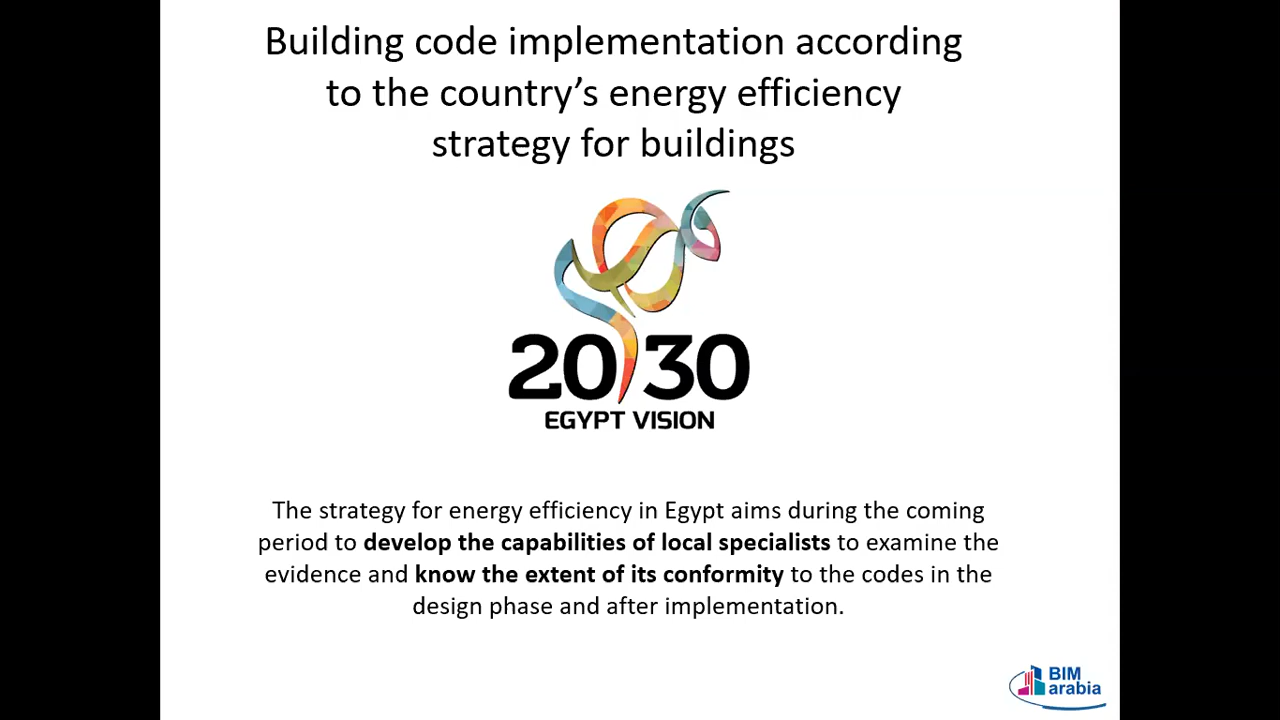 Building code implementation according
to the country’s energy efficiency
strategy for buildings
2030
EGYPT VISION
The strategy for energy efficiency in Egypt aims during the coming
period to develop the capabilities of local specialists to examine the
evidence and know the extent of its conformity to the codes in the
design phase and after implementation.
BIM
arabia